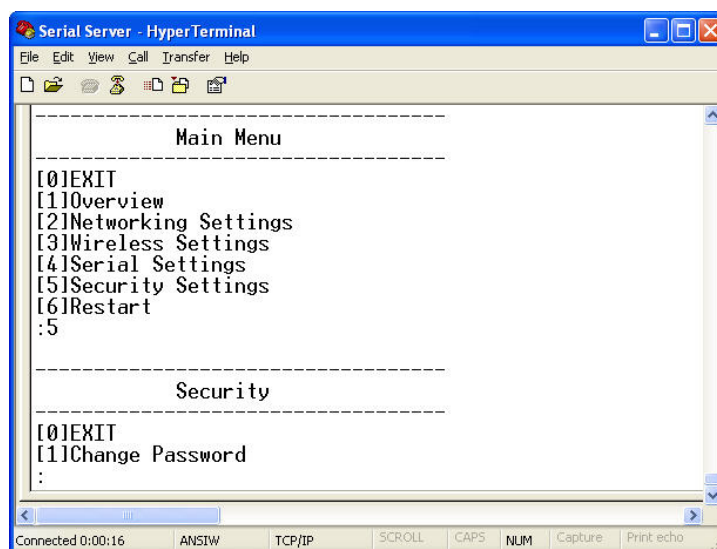 Serial Server - HyperTerminal
File Edit View Call Transfer Help
-----------------------------------
Main Menu
-----------------------------------
[0]EXIT
[1]Overview
[2]Networking Settings
[3]Wireless Settings
[4]Serial Settings
[5]Security Settings
[6]Restart
:5
-----------------------------------
Security
-----------------------------------
[0]EXIT
[1]Change Password
:
Connected 0:00:16 ANSIW TCP/IP SCROLL CAPS NUM Capture Print echo